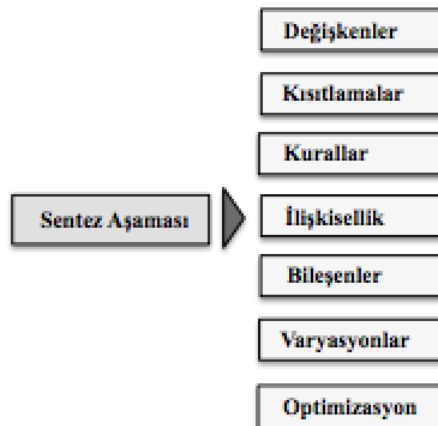 Değişkenler
Kısıtlamalar
Kurallar
Sentez Aşaması
İlişkisellik
Bileşenler
Varyasyonlar
Optimizasyon